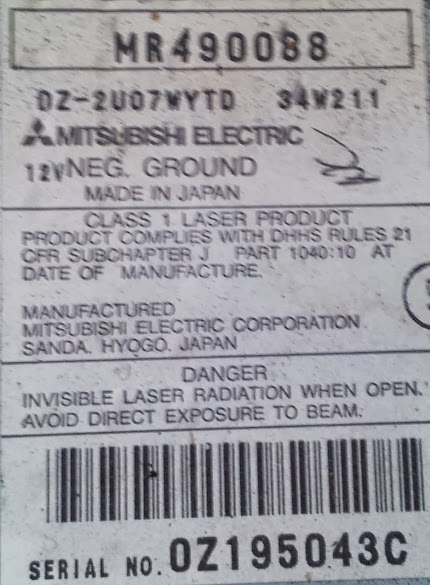 MR490088
DZ-2U07WYTD 34W211
MITSUBISHI ELECTRIC
12V NEG. GROUND
MADE IN JAPAN
CLASS 1 LASER PRODUCT
PRODUCT COMPLIES WITH DHHS RULES 21
CFR SUBCHAPTER J PART 1040:10 AT
DATE OF MANUFACTURE.
MANUFACTURED
MITSUBISHI ELECTRIC CORPORATION
SANDA. HYOGO. JAPAN
DANGER
INVISIBLE LASER RADIATION WHEN OPEN.
AVOID DIRECT EXPOSURE TO BEAM.
SERIAL NO. 0Z195043C